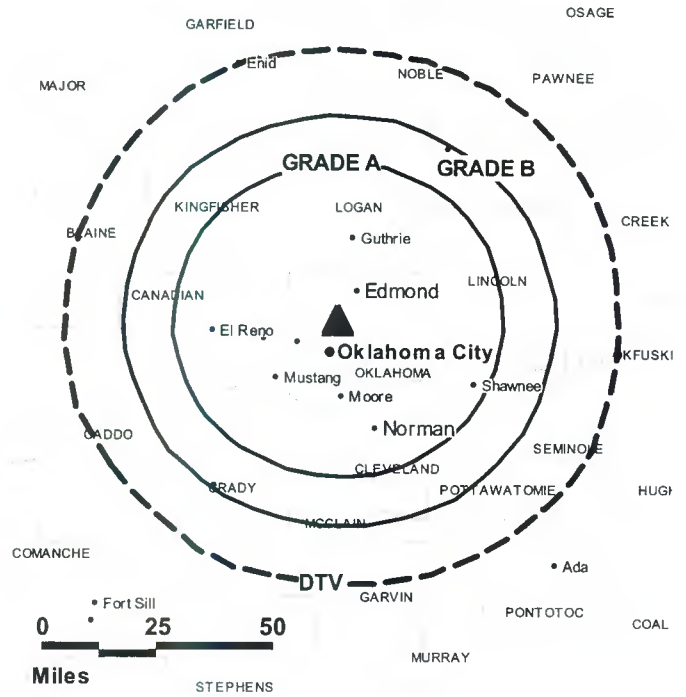 OSAGE
GARFIELD
Enid
NOBLE
PAWNEE
MAJOR
GRADE A
GRADE B
KINGFISHER
LOGAN
CREEK
BLAINE
Guthrie
LINCOLN
CANADIAN
Edmond
El Reno
Oklahoma City
KFUSKI
Mustang
OKLAHOMA
Shawnee
Moore
Norman
CADDO
SEMINOLE
CLEVELAND
GRADY
POTTAWATOMIE
HUGH
MCCLAIN
COMANCHE
Ada
DTV
GARVIN
Fort Sill
PONTOTOC
COAL
0 25 50
Miles
MURRAY
STEPHENS